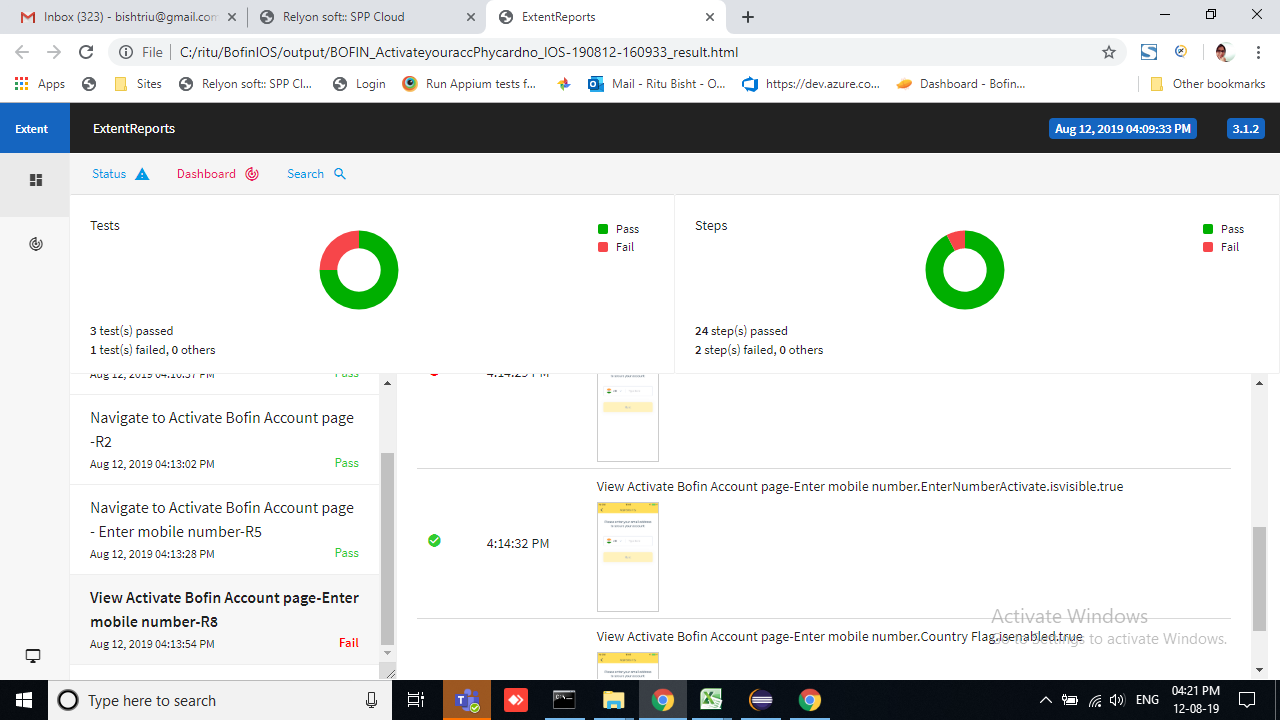 Inbox (323) - bishtriu@gmail.com
Relyon soft:: SPP Cloud
ExtentReports
File
C:/ritu/BofinIOS/output/BOFIN_ActivateyouraccPhycardno_IOS-190812-160933_result.html
Apps
Sites
Relyon soft:: SPP Cl...
Login
Run Appium tests f...
Mail - Ritu Bisht - O...
https://dev.azure.co...
Dashboard - Bofin...
Other bookmarks
Extent
ExtentReports
Aug 12, 2019 04:09:33 PM
3.1.2
Status
Dashboard
Search
Tests
Pass
Fail
3 test(s) passed
1 test(s) failed, 0 others
Steps
Pass
Fail
24 step(s) passed
2 step(s) failed, 0 others
Aug 12, 2019 04:10:37 PM
Pass
Navigate to Activate Bofin Account page
-R2
Aug 12, 2019 04:13:02 PM
Pass
Navigate to Activate Bofin Account page
- Enter mobile number-R5
Aug 12, 2019 04:13:28 PM
Pass
View Activate Bofin Account page-Enter
mobile number-R8
Aug 12, 2019 04:13:54 PM
Fail
View Activate Bofin Account page-Enter mobile number.EnterNumberActivate.isvisible.true
4:14:32 PM
View Activate Bofin Account page-Enter mobile number.Country Flag.isenabled.true
Activate Windows
Go to Settings to activate Windows.
Type here to search
ENG
04:21 PM
12-08-19